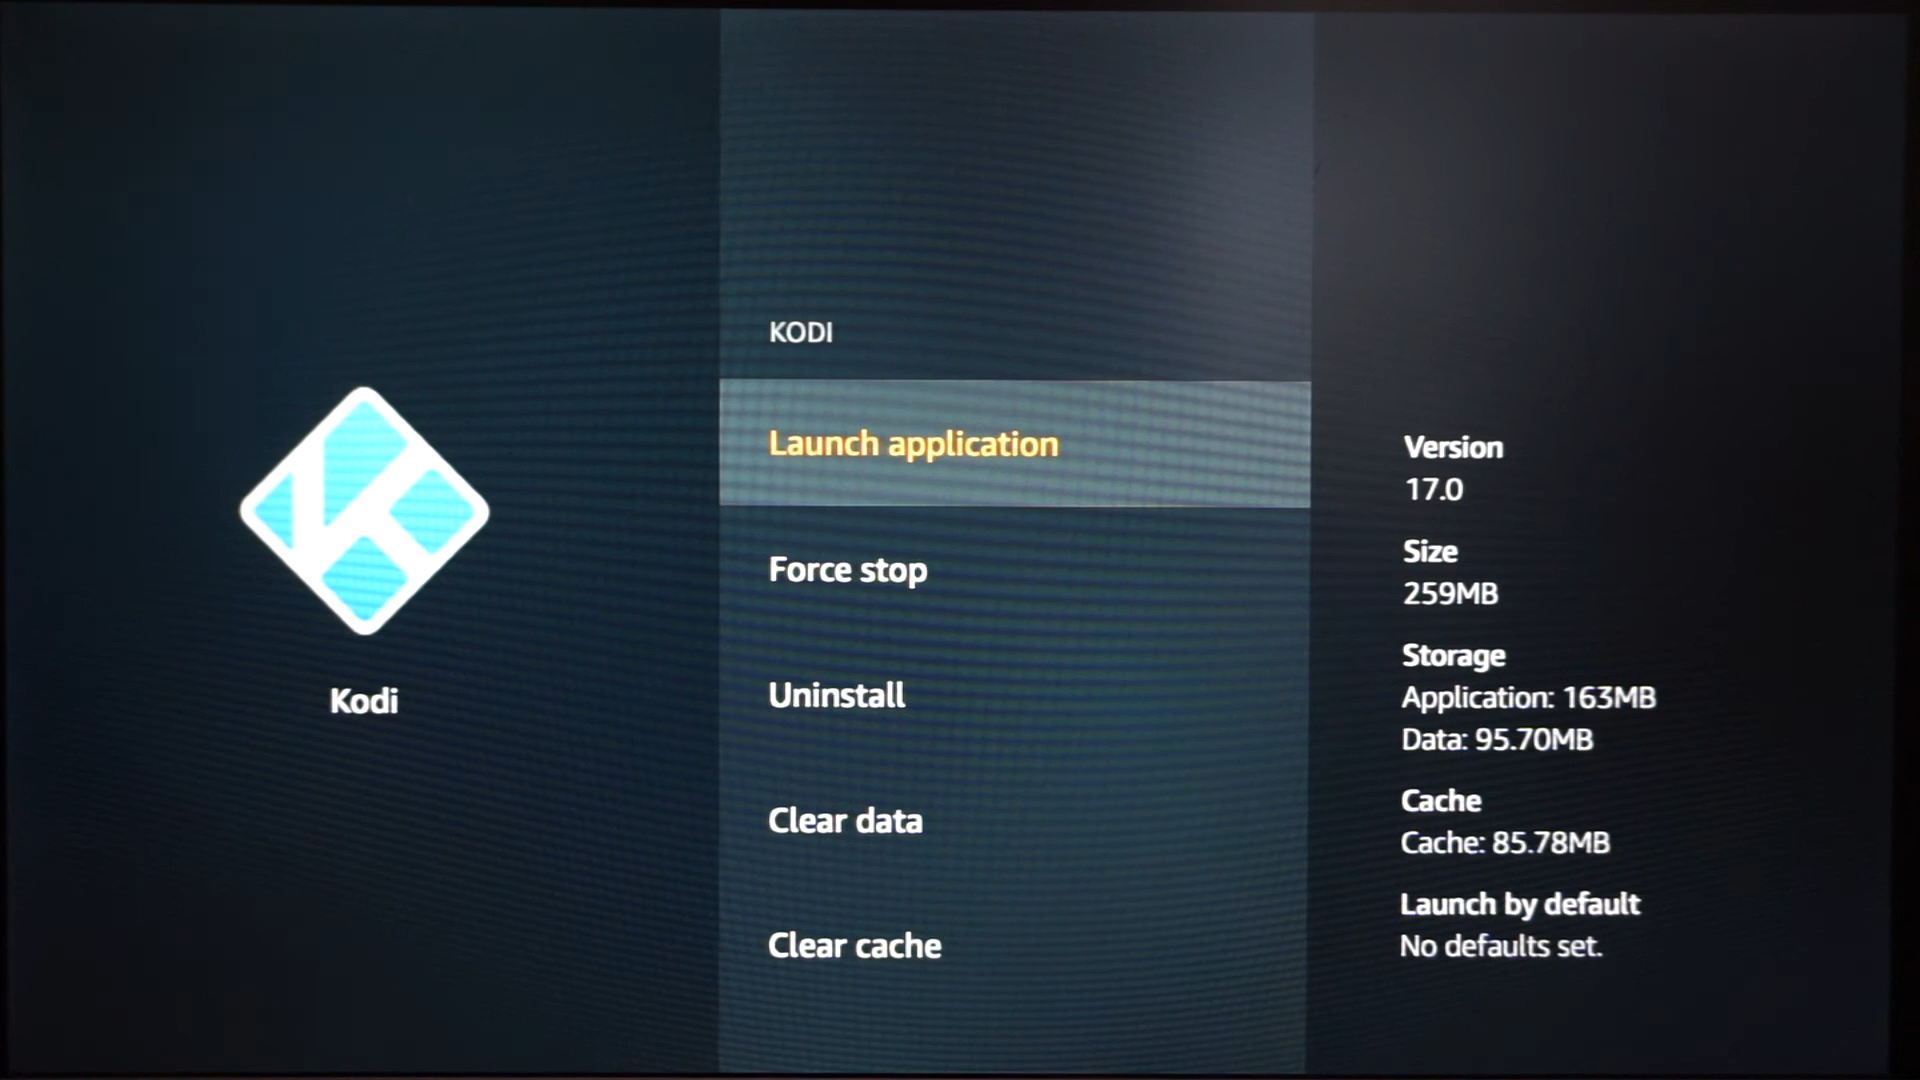 Kodi
KODI
Launch application
Force stop
Uninstall
Clear data
Clear cache
Version
17.0
Size
259MB
Storage
Application: 163MB
Data: 95.70MB
Cache
Cache: 85.78MB
Launch by default
No defaults set.